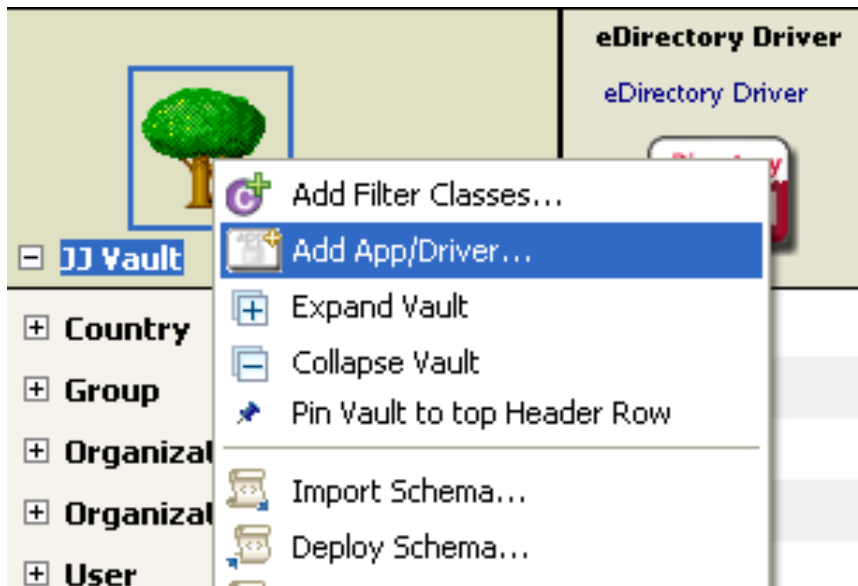 eDirectory Driver
eDirectory Driver
JJ Vault
Add Filter Classes...
Add App/Driver...
Expand Vault
Collapse Vault
Pin Vault to top Header Row
Import Schema...
Deploy Schema...
Country
Group
Organizat
Organizat
User